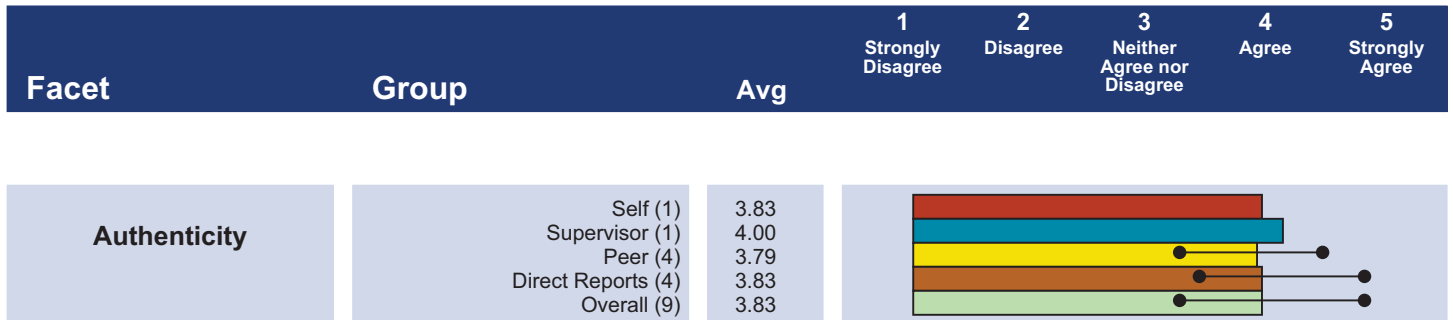 Facet
Group
Avg
1
Strongly
Disagree
2
Disagree
3
Neither
Agree nor
Disagree
4
Agree
5
Strongly
Agree
Authenticity
Self (1) 3.83
Supervisor (1) 4.00
Peer (4) 3.79
Direct Reports (4) 3.83
Overall (9) 3.83